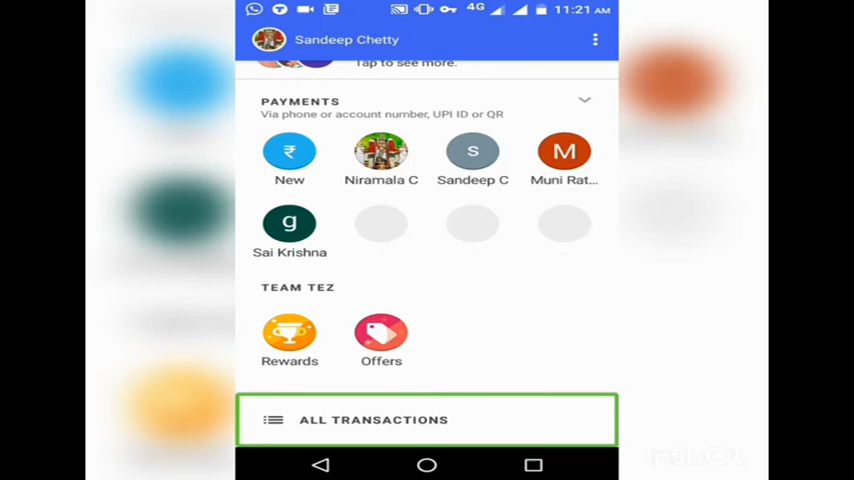 4G 11:21 AM
Sandeep Chetty
Tap to see more.
PAYMENTS
Via phone or account number, UPI ID or QR
₹ S M
New Niramala C Sandeep C Muni Rat...
g
Sai Krishna
TEAM TEZ
Rewards Offers
ALL TRANSACTIONS